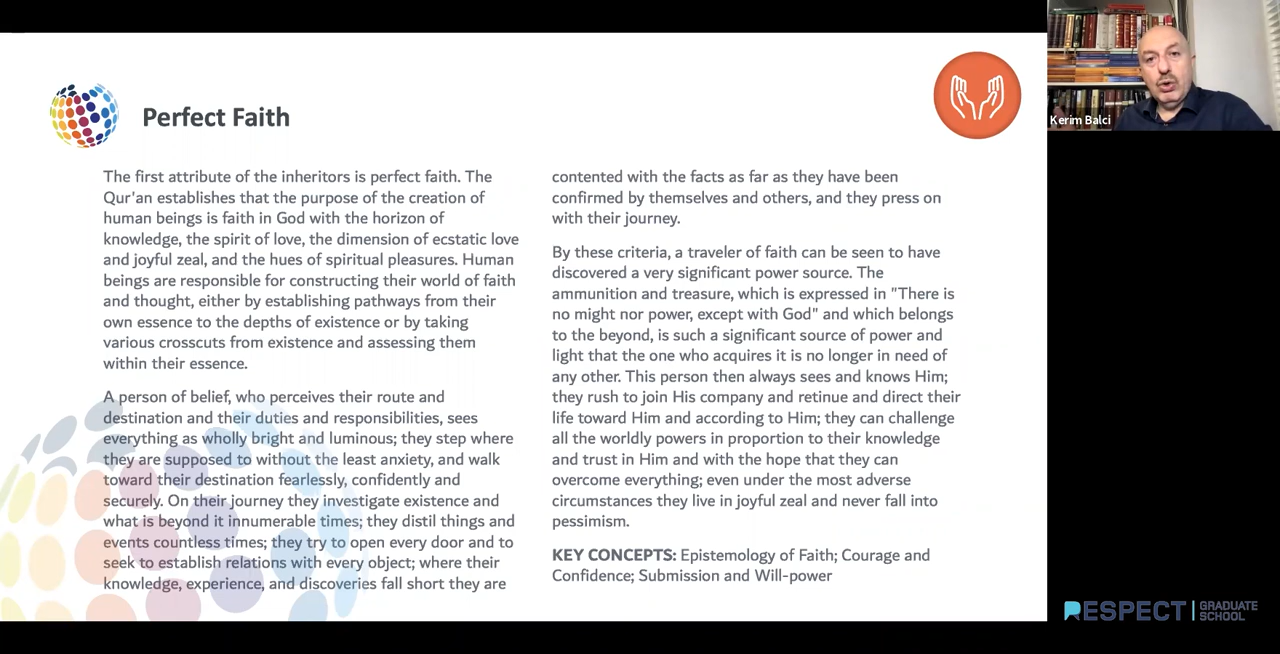 Perfect Faith
The first attribute of the inheritors is perfect faith. The
Qur'an establishes that the purpose of the creation of
human beings is faith in God with the horizon of
knowledge, the spirit of love, the dimension of ecstatic love
and joyful zeal, and the hues of spiritual pleasures. Human
beings are responsible for constructing their world of faith
and thought, either by establishing pathways from their
own essence to the depths of existence or by taking
various crosscuts from existence and assessing them
within their essence.
A person of belief, who perceives their route and
destination and their duties and responsibilities, sees
everything as wholly bright and luminous; they step where
they are supposed to without the least anxiety, and walk
toward their destination fearlessly, confidently and
securely. On their journey they investigate existence and
what is beyond it innumerable times; they distil things and
events countless times; they try to open every door and to
seek to establish relations with every object; where their
knowledge, experience, and discoveries fall short they are
contented with the facts as far as they have been
confirmed by themselves and others, and they press on
with their journey.
By these criteria, a traveler of faith can be seen to have
discovered a very significant power source. The
ammunition and treasure, which is expressed in "There is
no might nor power, except with God" and which belongs
to the beyond, is such a significant source of power and
light that the one who acquires it is no longer in need of
any other. This person then always sees and knows Him;
they rush to join His company and retinue and direct their
life toward Him and according to Him; they can challenge
all the worldly powers in proportion to their knowledge
and trust in Him and with the hope that they can
overcome everything; even under the most adverse
circumstances they live in joyful zeal and never fall into
pessimism.
KEY CONCEPTS: Epistemology of Faith; Courage and
Confidence; Submission and Will-power
Kerim Balci
RESPECT GRADUATE
SCHOOL